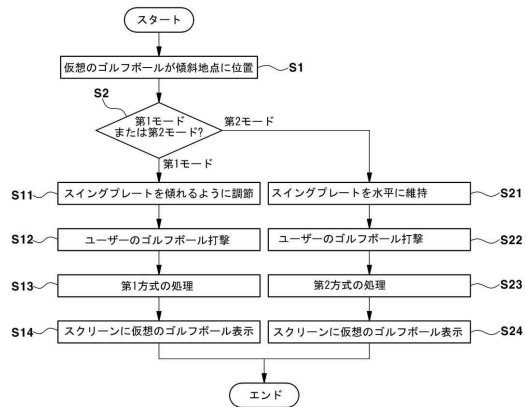 スタート
仮想のゴルフボールが傾斜地点に位置
S1
S2
第1モード
または第2モード?
第2モード
第1モード
S11
スイングプレートを傾れるように調節
スイングプレートを水平に維持
S21
S12
ユーザーのゴルフボール打撃
ユーザーのゴルフボール打撃
S22
S13
第1方式の処理
第2方式の処理
S23
S14
スクリーンに仮想のゴルフボール表示
スクリーンに仮想のゴルフボール表示
S24
エンド